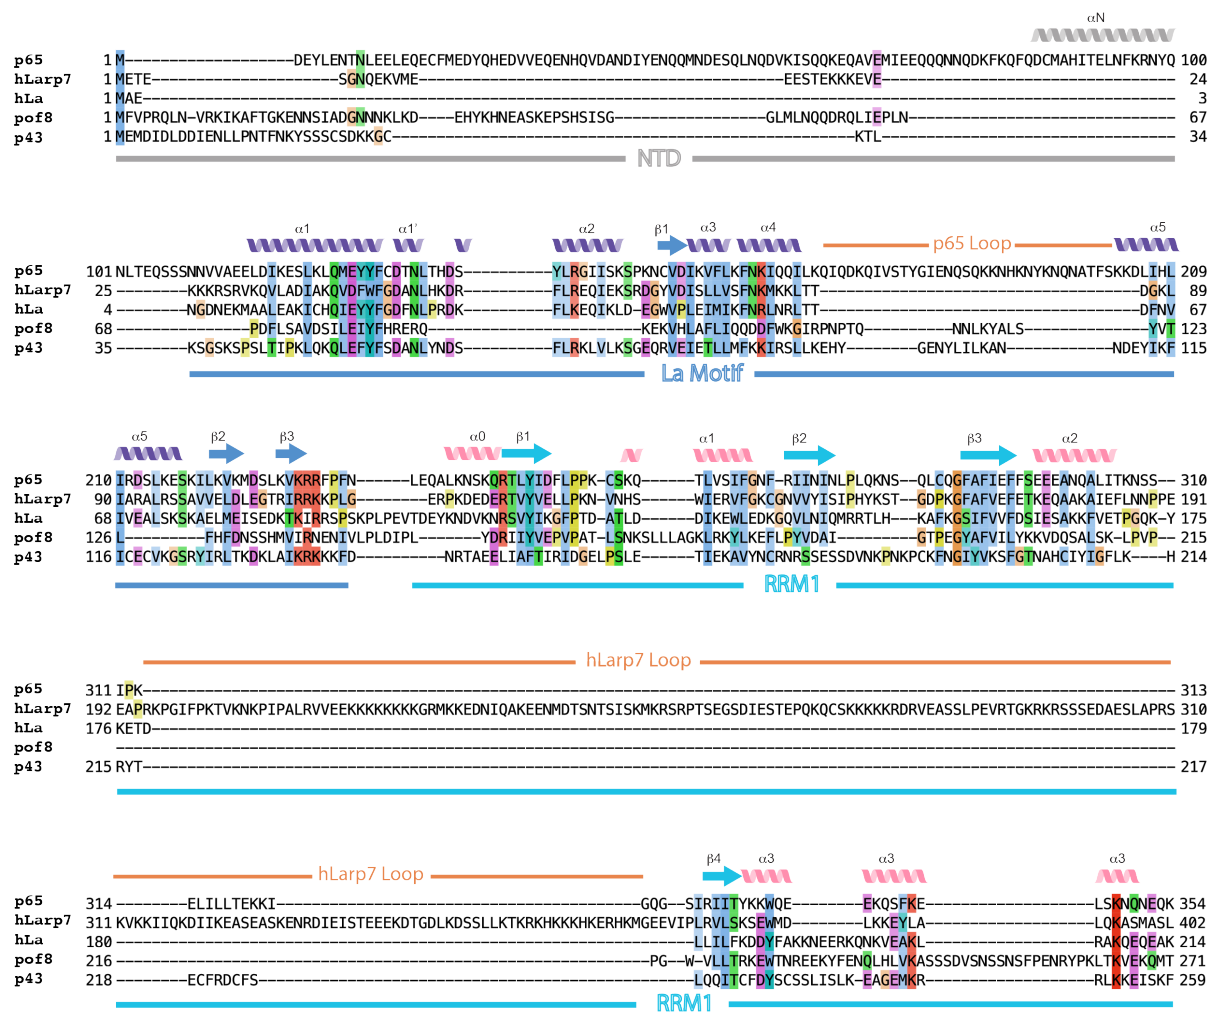 αN
p65 1 M--------------------DEYLENTNLEELEQECFMEDYQHEDVVEQENHQVDANDIYENQQMNDESQLNQDVKISQQKEQAVEMIEEQQQNNQDKFKQFQDCMAHITELNFKRNYQ 100
hLarp7 1 METE---------------------SGNQEKVME-----------------------------------------EESTEKKKEVE--------------------------------- 24
hLa 1 MAE-------------------------------------------------------------------------------------------------------------------- 3
pof8 1 MFVPRQLN-VRKIKAFTGKENNSIADGNNNKLKD----EHYKHNEASKEPSHSISG-----------------GLMLNQQDRQLIEPLN------------------------------ 67
p43 1 MEMDIDLDDIENLLPNTFNKYSSSCSDKKGC----------------------------------------------------KTL--------------------------------- 34
NTD
α1 α1' α2 β1 α3 α4 p65 Loop α5
p65 101 NLTEQSSSNNVVAEELDIKESLKLQMEYYFCDTNLTHDS----------YLRGIISKSPKNCVDIKVFLKFNKIQQILKQIQDKQIVSTYGIENQSQKKNHKNYKNQNATFSKKDLIHL 209
hLarp7 25 --------KKKRSRVKQVLADIAKQVDFWFGDANLHKDR----------FLREQIEKSRDGYVDISLLVSFNKMKKLTT------------------------------------DGKL 89
hLa 4 --------NGDNEKMAALEAKICHQIEYYFGDFNLPRDK----------FLKEQIKLD-EGWVPLEIMIKFNRLNRLTT------------------------------------DFNV 67
pof8 68 ---------------PDFLSAVDSILEIYFHRERQ------------------------KEKVHLAFLIQQDDFWKGIRPNPTQ----------NNLKYALS--------------YVT 123
p43 35 --------KSGSKSPSLTTPKLQKQLEFYFSDANLYNDS----------FLRKLVLKSGEQRVEIETLLMFKKIRSLLKEHY--------GENYLILKAN------------NDEYIKF 115
La Motif
α5 β2 β3 α0 β1 α1 β2 β3 α2
p65 210 IRDSLKESKILKVKMDSLKVKRRFPFN------LEQALKNSKQRTLYIDFLPPK-CSKQ------TLVSIFGNF-RIININLPLQKNS--QLCQGFAFIEFFSEEEANQALITKNSS-- 310
hLarp7 90 IARALRSSAVVELDLEGTRIRRKKPLG--------ERPKDEDERTVYVELLPKN-VNHS------WIERVFGKCGNVVYISIPHYKST--GDPKGFAFVEFETKEQAAKAIEFLNNPPE 191
hLa 68 IVEALSKSKAELMEISEDKTKIRRSPSKPLPEVTDEYKNDVKNRSVYIKGFPTD-ATLD------DIKEWLEDKGQVLNIQMRRTLH---KAFKGSIFVVFDSIESAKKFVETPGQK-Y 175
pof8 126 L---------FHFDNSSHMVIRNENIVLPLDIPL------YDRIIYVEPVPAT-LSNKSLLLAGKLRKYLKEFLPYVDAI---------GTPEGYAFVILYKKVDQSALSK-LPVP-- 215
p43 116 ICECVKGSRYIRLTKDKLAIKRKKFD----------NRTAEELIAFTIRIDGELPSLE------TIEKAVYNCRNRSSESSDVNKPNKPCKFNGIYVKSFGTNAHCIYIGFLK----H 214
RRM1
hLarp7 Loop
p65 311 IPK-------------------------------------------------------------------------------------------------------------------- 313
hLarp7 192 EAPRKPGIFPKTVKNKPIPALRVVEEKKKKKKKKGRMKKEDNIQAKEENMDTSNTSISKMKRSRPTSEGSDIESTEPQKQCSKKKKKRDRVEASSLPEVRTGKRKRSSSEDAESLAPRS 310
hLa 176 KETD------------------------------------------------------------------------------------------------------------------- 179
pof8 -----------------------------------------------------------------------------------------------------------------------
p43 215 RYT-------------------------------------------------------------------------------------------------------------------- 217
hLarp7 Loop β4 α3 α3 α3
p65 314 --------ELILLTEKKI-----------------------------------------GQG--SIRIITYKKWQE--------EKQSFKE-------------------LSKNQNEQK 354
hLarp7 311 KVKKIIQKDIIKEASEASKENRDIEISTEEEKDTGDLKDSSLLKTKRKHKKKHKERHKMGEEVIPLRVLSKSEWMD--------LKKEYLA-------------------LQKASMASL 402
hLa 180 -----------------------------------------------------------------LLILFKDDYFAKKNEERKQNKVEAKL-------------------RAKQEQEAK 214
pof8 216 ------------------------------------------------------------PG--W-VLLTRKEWTNREEKYFENQLHLVKASSSDVSNSSNSFPENRYPKLTKVEKQMT 271
p43 218 --------ECFRDCFS-------------------------------------------------LQQITCFDYSCSSLISLK-EAGEMKR-------------------RLKKEISKF 259
RRM1